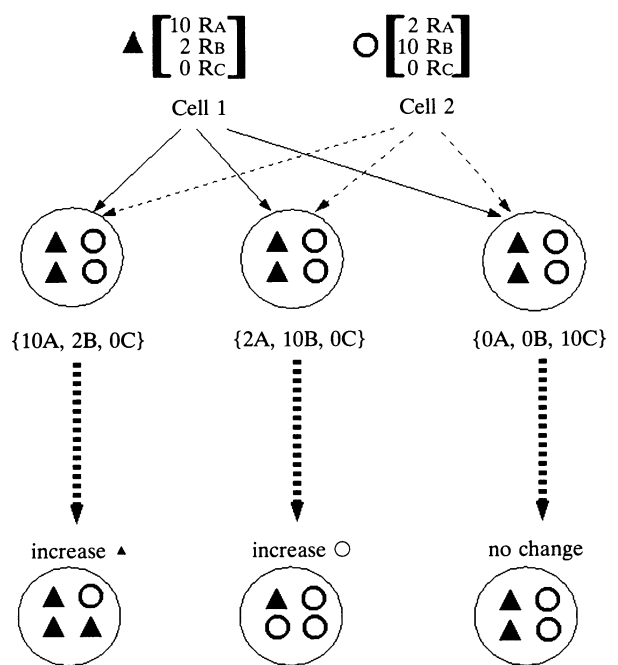 10 RA
2 RB
0 RC
2 RA
10 RB
0 RC
Cell 1
Cell 2
{10A, 2B, 0C}
{2A, 10B, 0C}
{0A, 0B, 10C}
increase
increase
no change